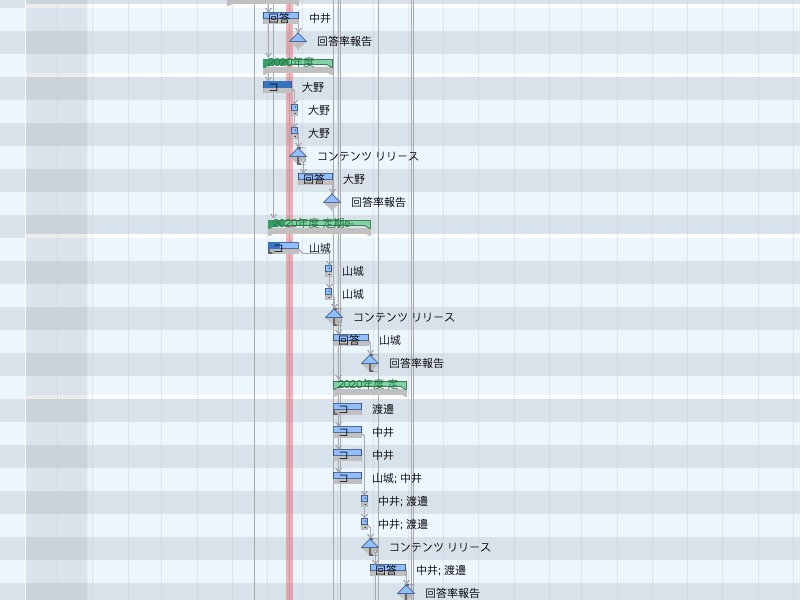 回答 中井
回答率報告
2020年度
コ 大野
大野
大野
コンテンツ リリース
回答 大野
回答率報告
2020年度 定期e-
コ 山城
山城
山城
コンテンツ リリース
回答 山城
回答率報告
2020年度 定
コ 渡邉
コ 中井
コ 中井
コ 山城; 中井
中井; 渡邉
中井; 渡邉
コンテンツ リリース
回答 中井; 渡邉
回答率報告